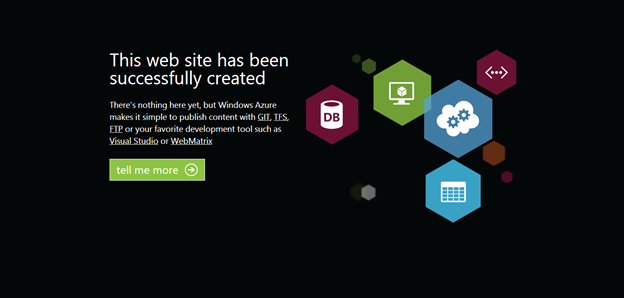 This web site has been
successfully created
There's nothing here yet, but Windows Azure
makes it simple to publish content with GIT, TFS,
FTP or your favorite development tool such as
Visual Studio or WebMatrix
tell me more
DB